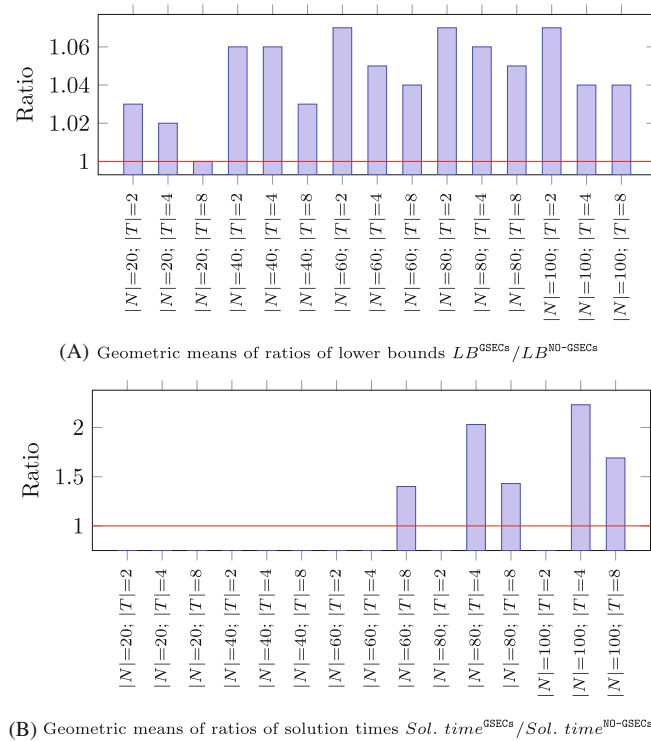 1.06
1.04
1.02
1
Ratio
|N|=20; |T|=2
|N|=20; |T|=4
|N|=20; |T|=8
|N|=40; |T|=2
|N|=40; |T|=4
|N|=40; |T|=8
|N|=60; |T|=2
|N|=60; |T|=4
|N|=60; |T|=8
|N|=80; |T|=2
|N|=80; |T|=4
|N|=80; |T|=8
|N|=100; |T|=2
|N|=100; |T|=4
|N|=100; |T|=8
(A) Geometric means of ratios of lower bounds LB^GSECs/LB^NO-GSECs
2
1.5
1
Ratio
|N|=20; |T|=2
|N|=20; |T|=4
|N|=20; |T|=8
|N|=40; |T|=2
|N|=40; |T|=4
|N|=40; |T|=8
|N|=60; |T|=2
|N|=60; |T|=4
|N|=60; |T|=8
|N|=80; |T|=2
|N|=80; |T|=4
|N|=80; |T|=8
|N|=100; |T|=2
|N|=100; |T|=4
|N|=100; |T|=8
(B) Geometric means of ratios of solution times Sol. time^GSECs/Sol. time^NO-GSECs